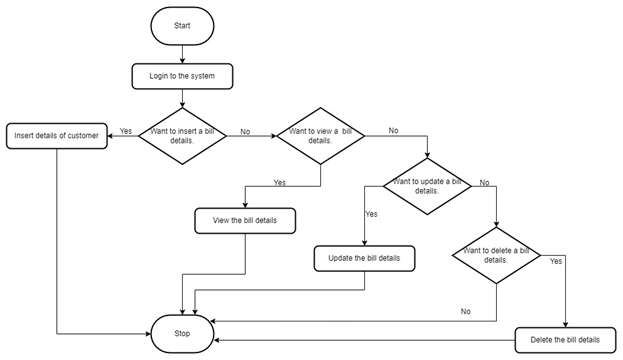 Start
Login to the system
Insert details of customer
Yes
Want to insert a bill
details.
No
Want to view a bill
details.
No
Want to update a bill
details.
No
Yes
View the bill details
Yes
Update the bill details
Want to delete a bill
details.
Yes
No
Stop
Delete the bill details